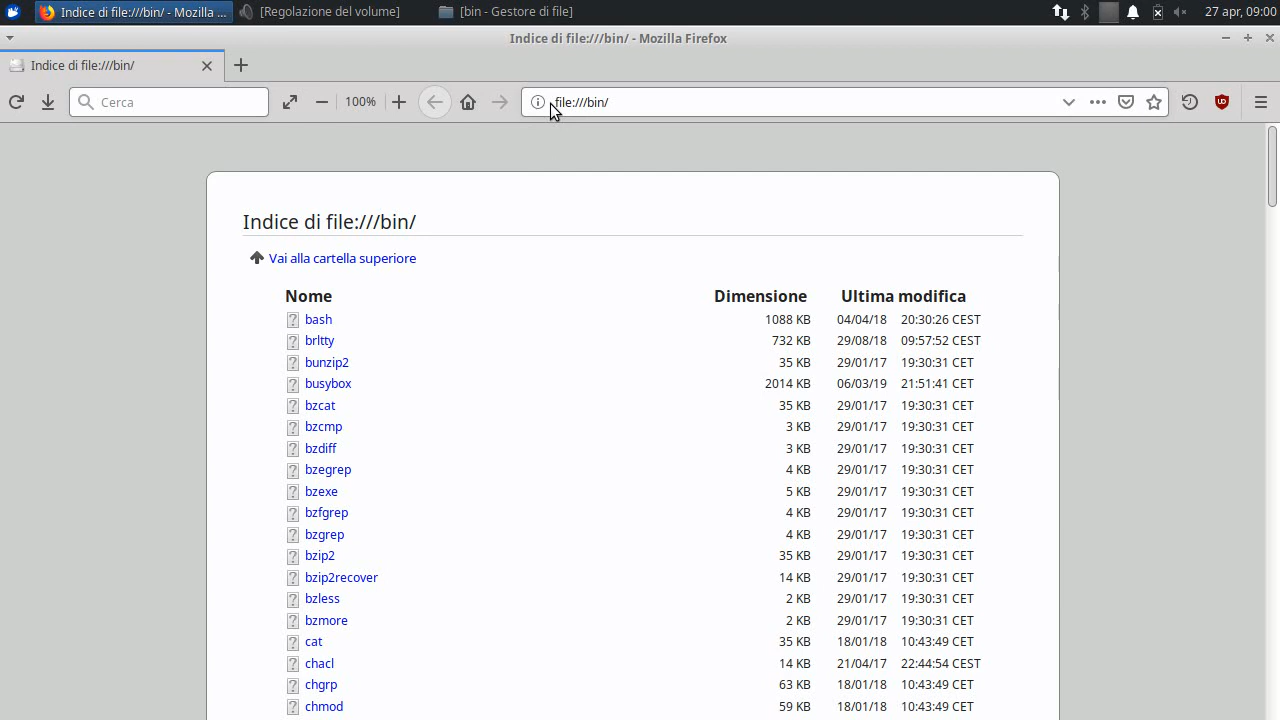 Indice di file:///bin/ - Mozilla ...
[Regolazione del volume]
[bin - Gestore di file]
27 apr, 09:00
Indice di file:///bin/ - Mozilla Firefox
Indice di file:///bin/
Cerca
100%
file:///bin/
Indice di file:///bin/
Vai alla cartella superiore
Nome Dimensione Ultima modifica
bash 1088 KB 04/04/18 20:30:26 CEST
brltty 732 KB 29/08/18 09:57:52 CEST
bunzip2 35 KB 29/01/17 19:30:31 CET
busybox 2014 KB 06/03/19 21:51:41 CET
bzcat 35 KB 29/01/17 19:30:31 CET
bzcmp 3 KB 29/01/17 19:30:31 CET
bzdiff 3 KB 29/01/17 19:30:31 CET
bzegrep 4 KB 29/01/17 19:30:31 CET
bzexe 5 KB 29/01/17 19:30:31 CET
bzfgrep 4 KB 29/01/17 19:30:31 CET
bzgrep 4 KB 29/01/17 19:30:31 CET
bzip2 35 KB 29/01/17 19:30:31 CET
bzip2recover 14 KB 29/01/17 19:30:31 CET
bzless 2 KB 29/01/17 19:30:31 CET
bzmore 2 KB 29/01/17 19:30:31 CET
cat 35 KB 18/01/18 10:43:49 CET
chacl 14 KB 21/04/17 22:44:54 CEST
chgrp 63 KB 18/01/18 10:43:49 CET
chmod 59 KB 18/01/18 10:43:49 CET